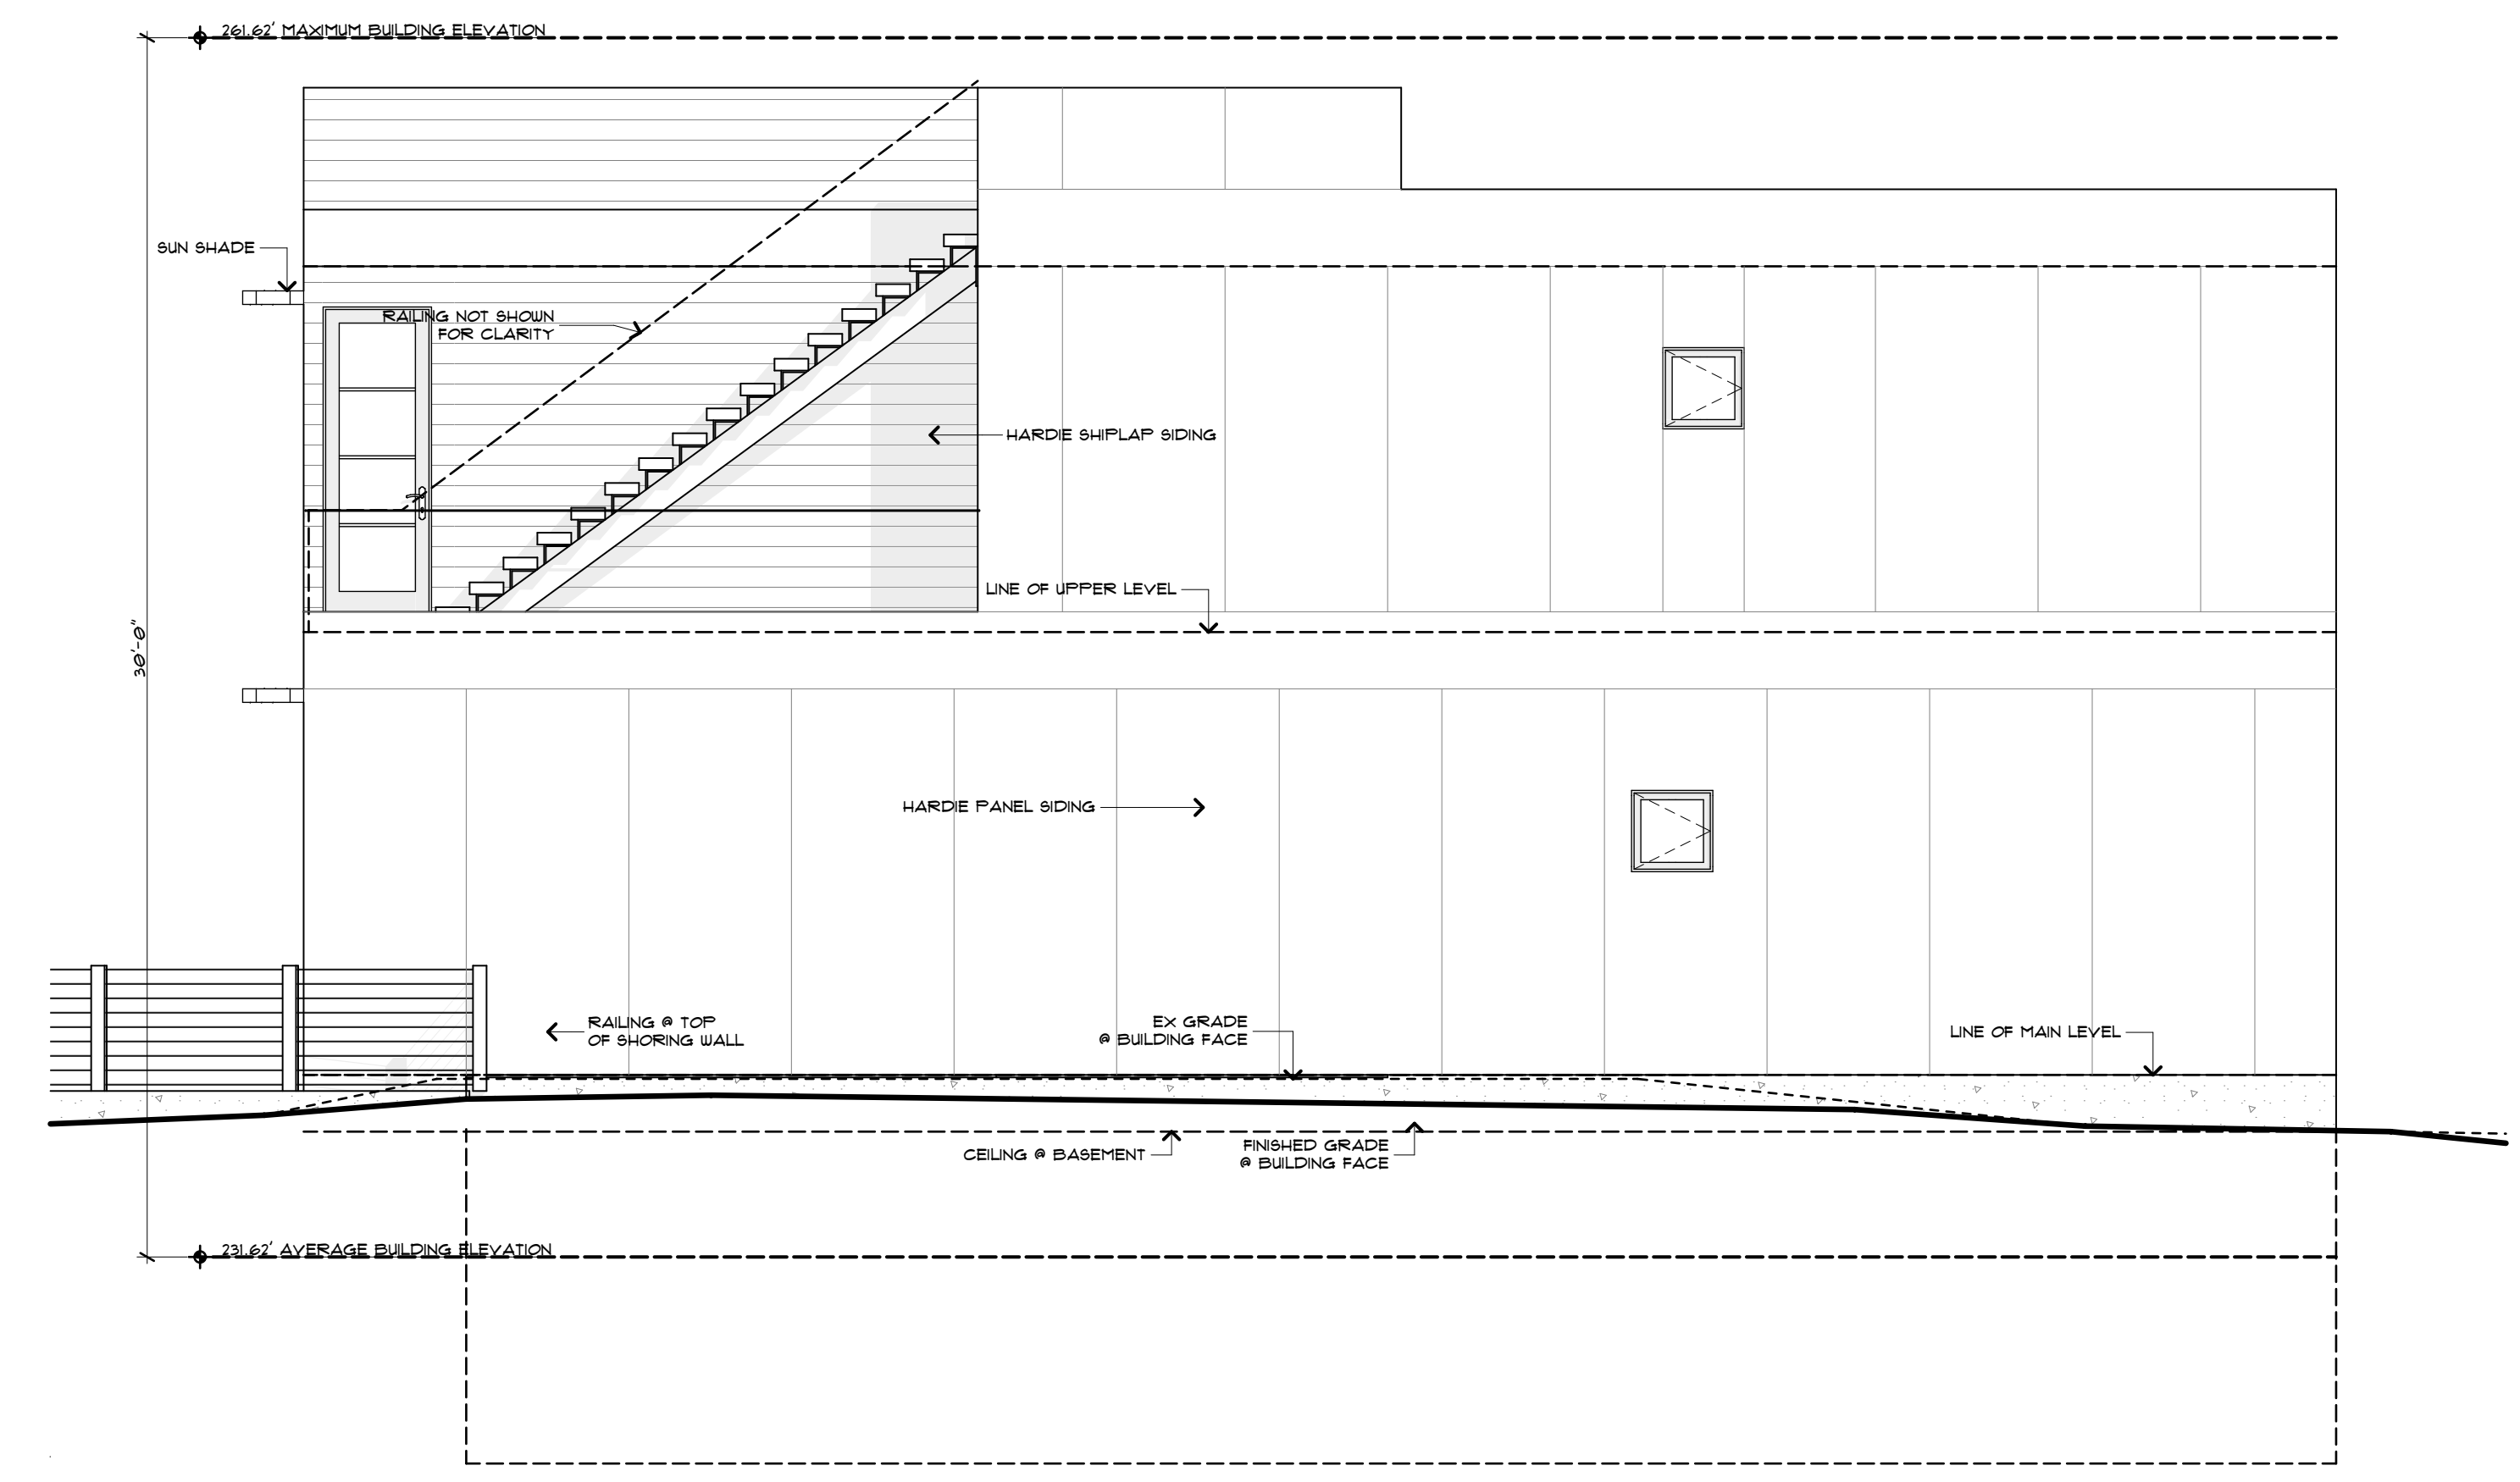 261.62' MAXIMUM BUILDING ELEVATION
SUN SHADE
RAILING NOT SHOWN
FOR CLARITY
HARDIE SHIPLAP SIDING
LINE OF UPPER LEVEL
30'-0"
HARDIE PANEL SIDING
RAILING @ TOP
OF SHORING WALL
EX GRADE
@ BUILDING FACE
LINE OF MAIN LEVEL
CEILING @ BASEMENT
FINISHED GRADE
@ BUILDING FACE
231.62' AVERAGE BUILDING ELEVATION